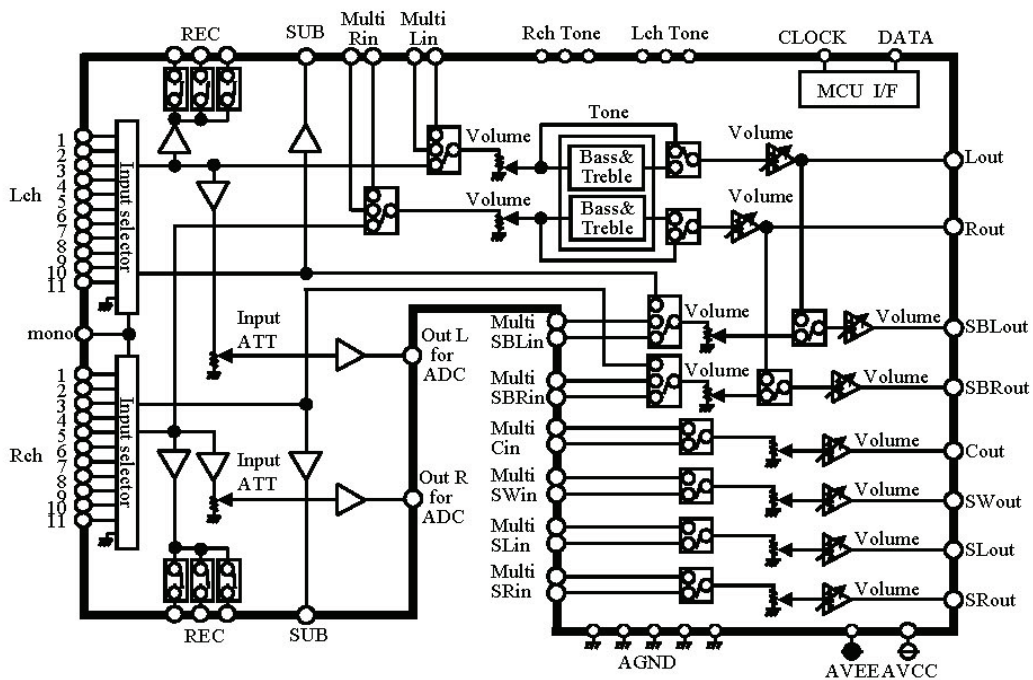 REC
SUB
Multi Multi
Rin Lin
Rch Tone
Lch Tone
CLOCK
DATA
MCU I/F
Tone
Volume
Volume
Bass&
Treble
Lout
Volume
Volume
Bass&
Treble
Rout
Lch
1
2
3
4
5
6
7
8
9
10
11
Input selector
mono
Input
ATT
Out L
for
ADC
Multi
SBLin
Volume
Volume
SBLout
Multi
SBRin
Volume
Volume
SBRout
Rch
1
2
3
4
5
6
7
8
9
10
11
Input selector
Input
ATT
Out R
for
ADC
Multi
Cin
Volume
Cout
Multi
SWin
Volume
SWout
Multi
SLin
Volume
SLout
Multi
SRin
Volume
SRout
REC
SUB
AGND
AVEE
AVCC